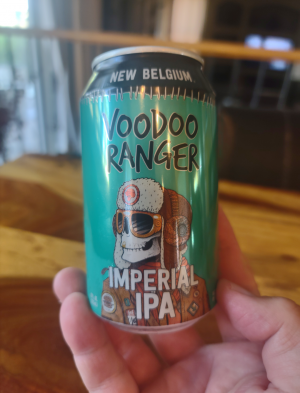 NEW BELGIUM
VOODOO
RANGER
IMPERIAL
IPA